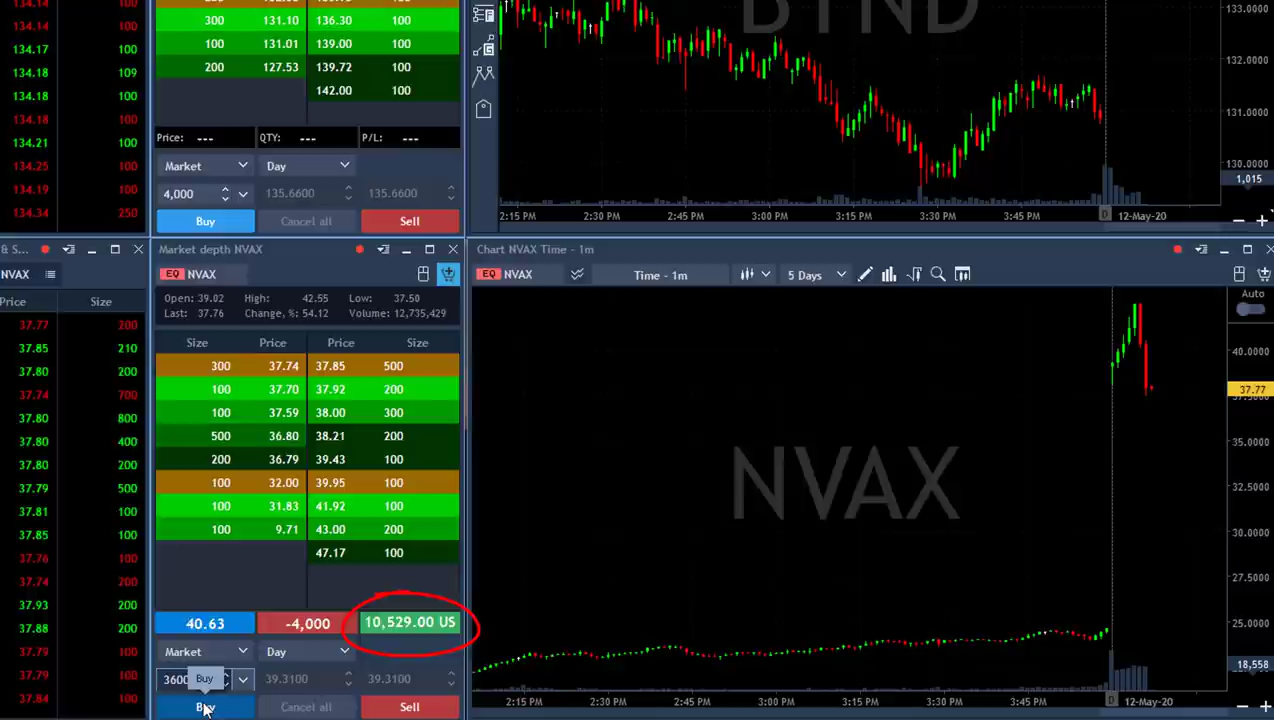 134.14
134.14
134.17 100
134.18 109
134.18 100
134.18 100
134.21 100
134.25 100
134.19 100
134.34 250
300 131.10 136.30 100
100 131.01 139.00 100
200 127.53 139.72 100
142.00 100
Price: --- QTY: --- P/L: ---
Market Day
4,000 135.6600 135.6600
Buy Cancel all Sell
BYND
133.0000
132.0000
131.0000
130.0000
1,015
2:15 PM 2:30 PM 2:45 PM 3:00 PM 3:15 PM 3:30 PM 3:45 PM D 12-May-20
& S...
NVAX
Price Size
37.77 200
37.85 210
37.80 200
37.74 700
37.80 800
37.80 400
37.80 200
37.79 500
37.81 100
37.85 100
37.76 100
37.74 200
37.93 200
37.88 200
37.79 100
37.79 100
37.84 100
Market depth NVAX
EQ NVAX
Open: 39.02 High: 42.55 Low: 37.50
Last: 37.76 Change, %: 54.12 Volume: 12,735,429
Size Price Price Size
300 37.74 37.85 500
100 37.70 37.92 200
100 37.59 38.00 300
500 36.80 38.21 200
200 36.79 39.43 100
100 32.00 39.95 100
100 31.83 41.92 100
100 9.71 43.00 200
47.17 100
40.63 -4,000 10,529.00 US
Market Day
3600 Buy 39.3100 39.3100
Buy Cancel all Sell
Chart NVAX Time - 1m
EQ NVAX Time - 1m 5 Days
Auto
NVAX
40.0000
37.77
35.0000
32.5000
30.0000
27.5000
25.0000
18,558
2:15 PM 2:30 PM 2:45 PM 3:00 PM 3:15 PM 3:30 PM 3:45 PM D 12-May-20